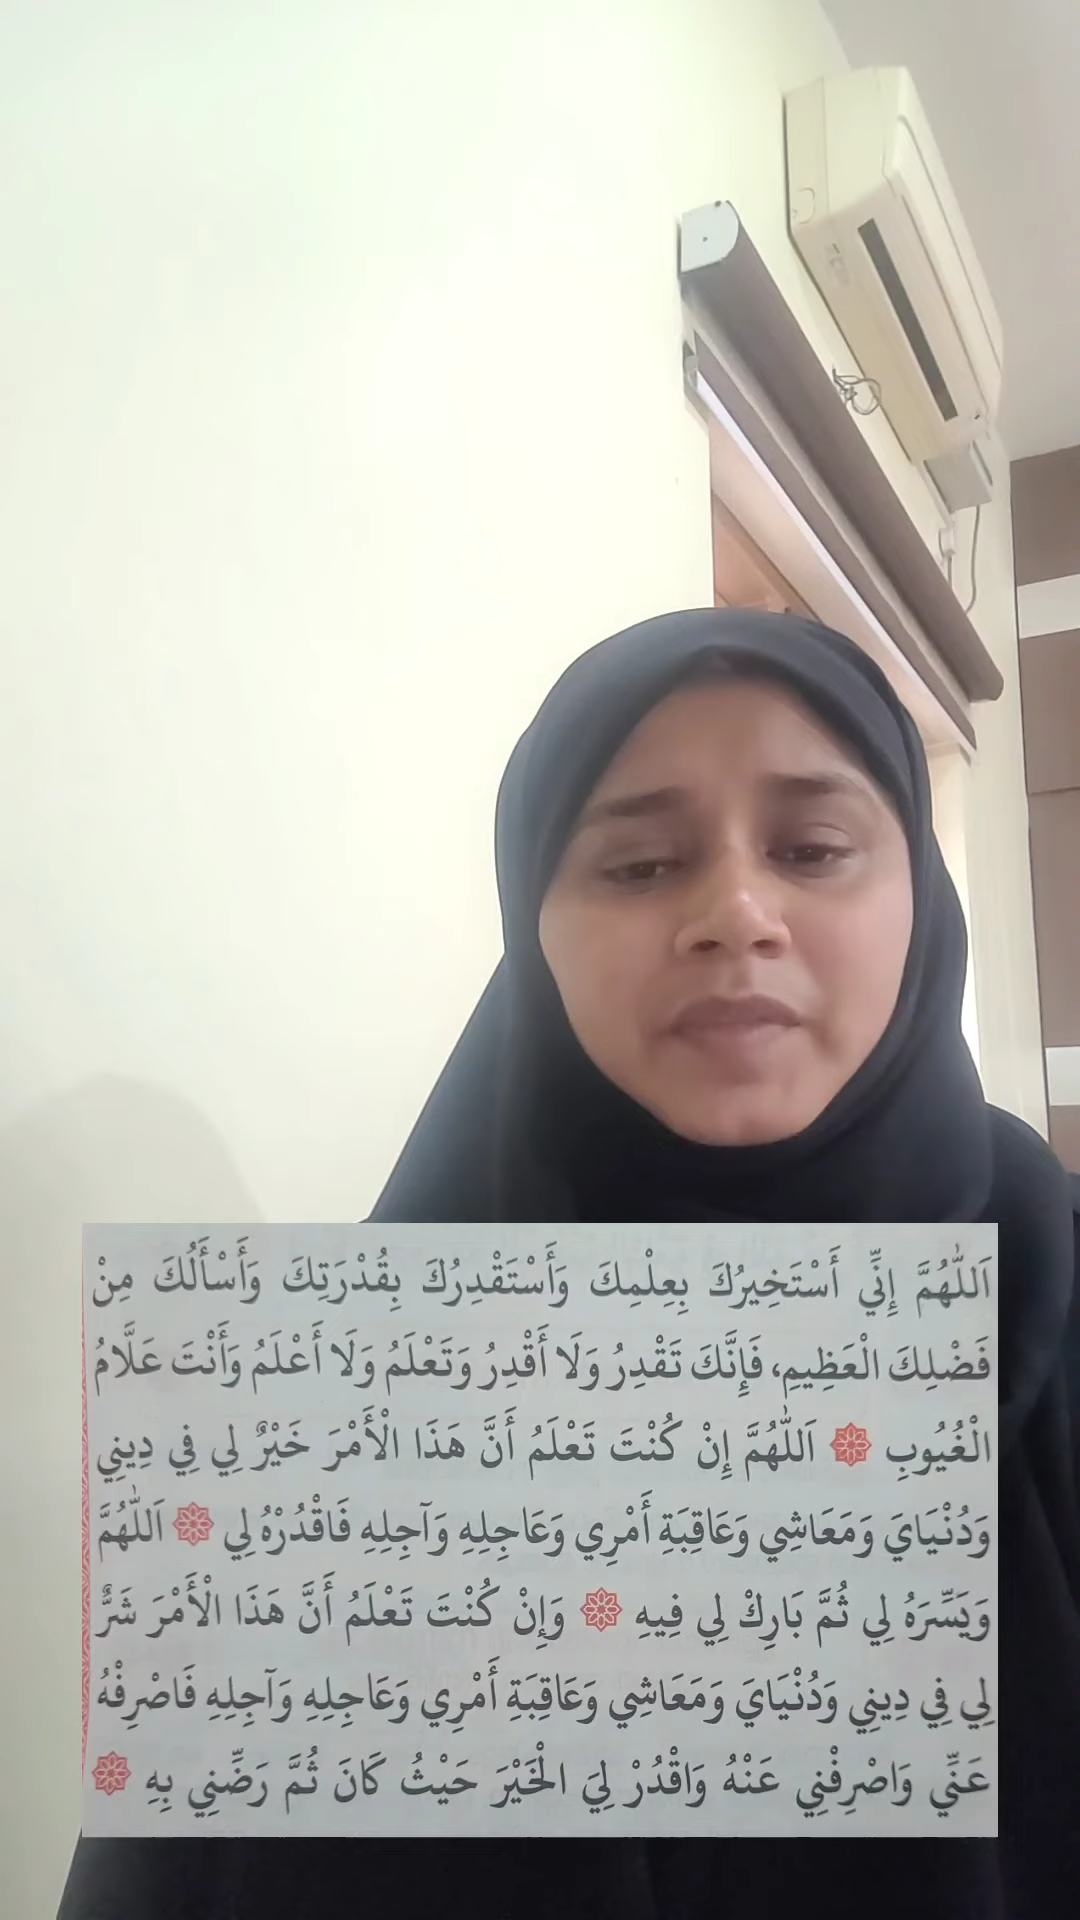 اَللّٰهُمَّ إِنِّي أَسْتَخِيرُكَ بِعِلْمِكَ وَأَسْتَقْدِرُكَ بِقُدْرَتِكَ وَأَسْأَلُكَ مِنْ
فَضْلِكَ الْعَظِيمِ، فَإِنَّكَ تَقْدِرُ وَلَا أَقْدِرُ وَتَعْلَمُ وَلَا أَعْلَمُ وَأَنْتَ عَلَّامُ
الْغُيُوبِ ۞ اَللّٰهُمَّ إِنْ كُنْتَ تَعْلَمُ أَنَّ هَذَا الْأَمْرَ خَيْرٌ لِي فِي دِينِي
وَدُنْيَايَ وَمَعَاشِي وَعَاقِبَةِ أَمْرِي وَعَاجِلِهِ وَآجِلِهِ فَاقْدُرْهُ لِي ۞ اَللّٰهُمَّ
وَيَسِّرَهُ لِي ثُمَّ بَارِكْ لِي فِيهِ ۞ وَإِنْ كُنْتَ تَعْلَمُ أَنَّ هَذَا الْأَمْرَ شَرٌّ
لِي فِي دِينِي وَدُنْيَايَ وَمَعَاشِي وَعَاقِبَةِ أَمْرِي وَعَاجِلِهِ وَآجِلِهِ فَاصْرِفْهُ
عَنِّي وَاصْرِفْنِي عَنْهُ وَاقْدُرْ لِيَ الْخَيْرَ حَيْثُ كَانَ ثُمَّ رَضِّنِي بِهِ ۞